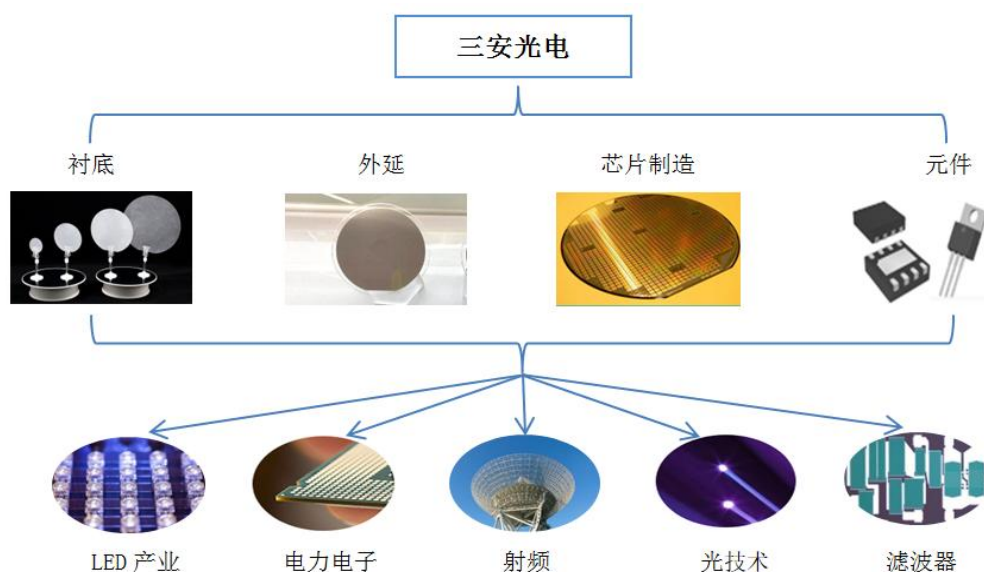 三安光电
衬底
外延
芯片制造
元件
LED 产业
电力电子
射频
光技术
滤波器